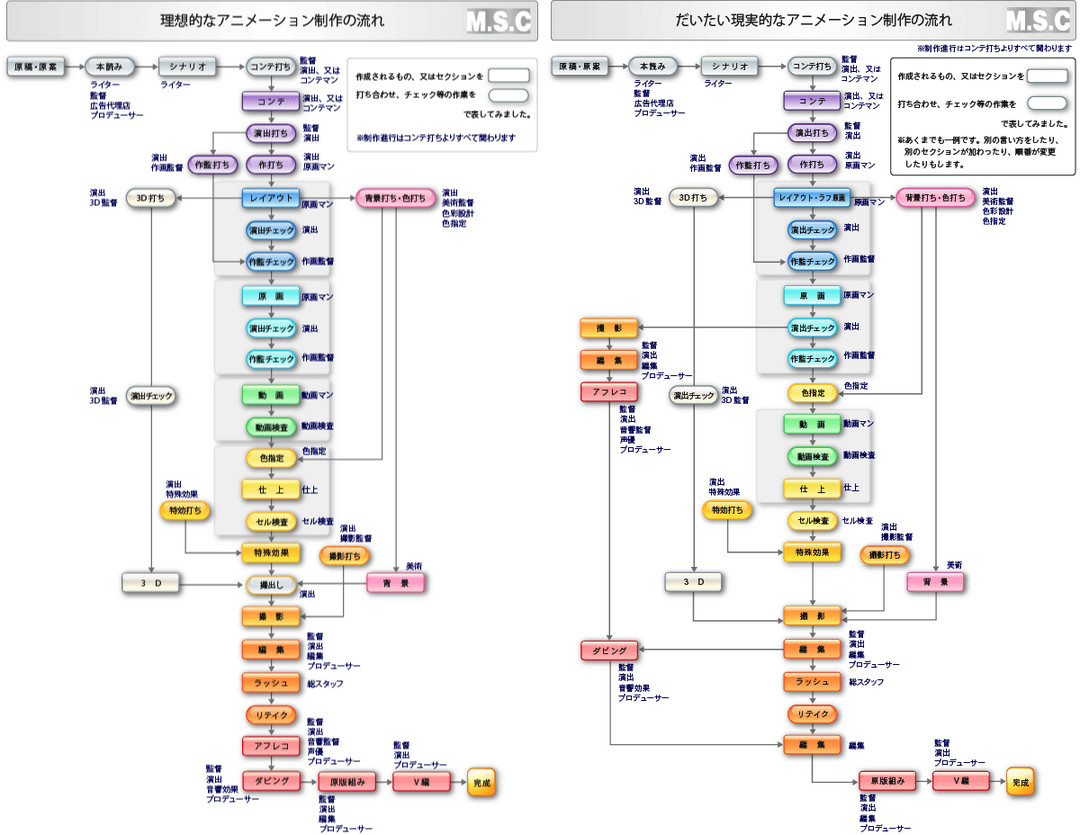 理想的なアニメーション制作の流れ
M.S.C
原稿・原案
本読み
ライター
監督
広告代理店
プロデューサー
シナリオ
ライター
コンテ打ち
監督
演出、又は
コンテマン
コンテ
演出、又は
コンテマン
作成されるもの、又はセクションを
打ち合わせ、チェック等の作業を
で表してみました。
※制作進行はコンテ打ちよりすべて関わります
演出打ち
監督
演出
演出
作画監督
作監打ち
作打ち
演出
原画マン
演出
3D監督
3D打ち
レイアウト
原画マン
背景打ち・色打ち
演出
美術監督
色彩設計
色指定
演出チェック
演出
作監チェック
作画監督
原 画
原画マン
演出チェック
演出
作監チェック
作画監督
演出
3D監督
演出チェック
動 画
動画マン
動画検査
動画検査
色指定
色指定
仕 上
仕上
演出
特殊効果
特効打ち
セル検査
セル検査
演出
撮影監督
撮影打ち
特殊効果
3 D
撮出し
演出
美術
背 景
撮 影
編 集
監督
演出
編集
プロデューサー
ラッシュ
総スタッフ
リテイク
アフレコ
監督
演出
音響監督
声優
プロデューサー
監督
演出
音響効果
プロデューサー
ダビング
原版組み
監督
演出
編集
プロデューサー
監督
演出
プロデューサー
V編
完成
だいたい現実的なアニメーション制作の流れ
M.S.C
※制作進行はコンテ打ちよりすべて関わります
原稿・原案
本読み
ライター
監督
広告代理店
プロデューサー
シナリオ
ライター
コンテ打ち
監督
演出、又は
コンテマン
コンテ
演出、又は
コンテマン
作成されるもの、又はセクションを
打ち合わせ、チェック等の作業を
で表してみました。
※あくまでも一例です。別の言い方をしたり、
別のセクションが加わったり、順番が変更
したりもします。
演出打ち
監督
演出
演出
作画監督
作監打ち
作打ち
演出
原画マン
演出
3D監督
3D打ち
レイアウト・ラフ原画
原画マン
背景打ち・色打ち
演出
美術監督
色彩設計
色指定
演出チェック
演出
作監チェック
作画監督
原 画
原画マン
撮 影
演出チェック
演出
編 集
監督
演出
編集
プロデューサー
作監チェック
作画監督
アフレコ
監督
演出
音響監督
声優
プロデューサー
演出チェック
演出
3D監督
色指定
色指定
動 画
動画マン
動画検査
動画検査
仕 上
仕上
演出
特殊効果
特効打ち
セル検査
セル検査
演出
撮影監督
撮影打ち
特殊効果
3 D
美術
背 景
撮 影
ダビング
監督
演出
音響効果
プロデューサー
編 集
監督
演出
編集
プロデューサー
ラッシュ
総スタッフ
リテイク
編 集
編集
原版組み
監督
演出
編集
プロデューサー
監督
演出
プロデューサー
V編
完成